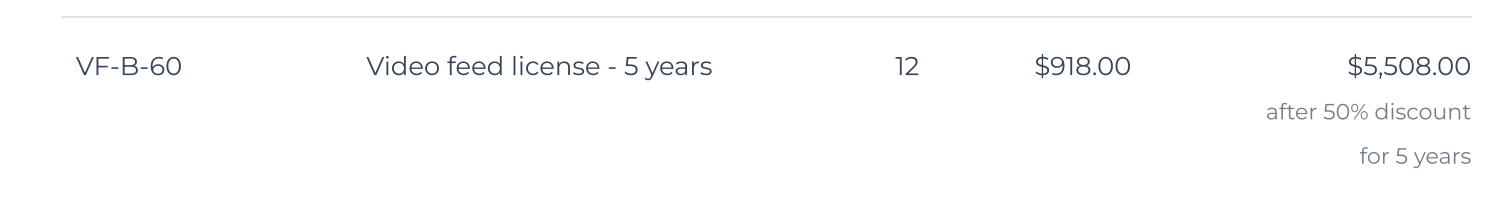 VF-B-60 Video feed license - 5 years 12 $918.00 $5,508.00
after 50% discount
for 5 years